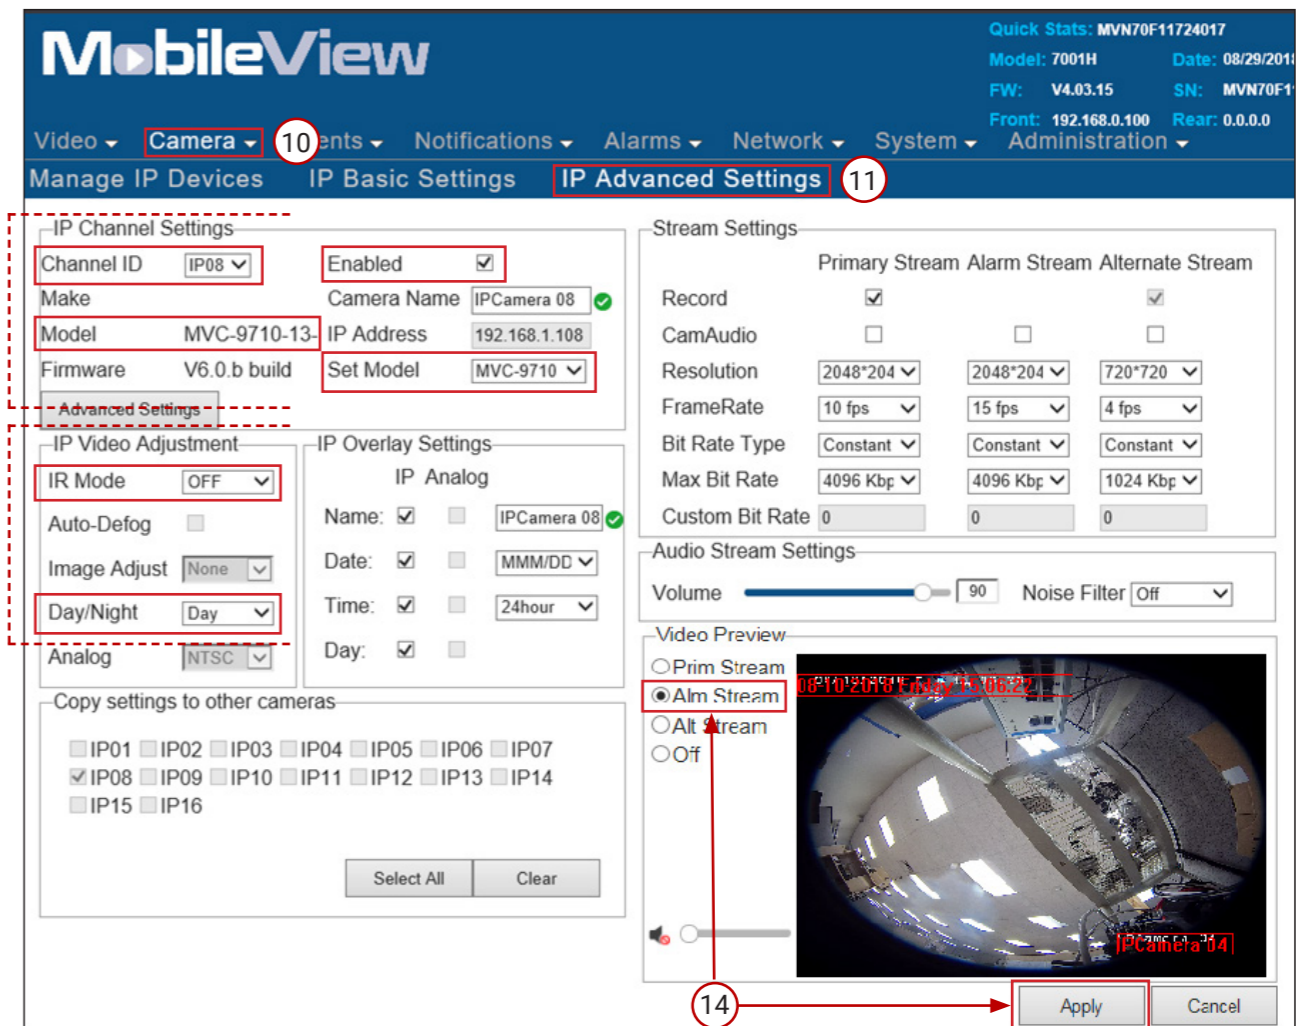 MobileView
Quick Stats: MVN70F11724017
Model: 7001H Date: 08/29/201
FW: V4.03.15 SN: MVN70F1
Front: 192.168.0.100 Rear: 0.0.0.0
Video Camera 10 ents Notifications Alarms Network System Administration
Manage IP Devices IP Basic Settings IP Advanced Settings 11
IP Channel Settings
Channel ID IP08 Enabled
Make Camera Name IPCamera 08
Model MVC-9710-13- IP Address 192.168.1.108
Firmware V6.0.b build Set Model MVC-9710
Advanced Settings
IP Video Adjustment
IR Mode OFF
Auto-Defog
Image Adjust None
Day/Night Day
Analog NTSC
IP Overlay Settings
IP Analog
Name: IPCamera 08
Date: MMM/DD
Time: 24hour
Day:
Copy settings to other cameras
IP01 IP02 IP03 IP04 IP05 IP06 IP07
IP08 IP09 IP10 IP11 IP12 IP13 IP14
IP15 IP16
Select All Clear
Stream Settings
Primary Stream Alarm Stream Alternate Stream
Record
CamAudio
Resolution 2048*204 2048*204 720*720
FrameRate 10 fps 15 fps 4 fps
Bit Rate Type Constant Constant Constant
Max Bit Rate 4096 Kbp 4096 Kbp 1024 Kbp
Custom Bit Rate 0 0 0
Audio Stream Settings
Volume 90 Noise Filter Off
Video Preview
Prim Stream
Alm Stream
Alt Stream
Off
08-10-2018 Friday 15:06:22
IPCamera 04
14 Apply Cancel